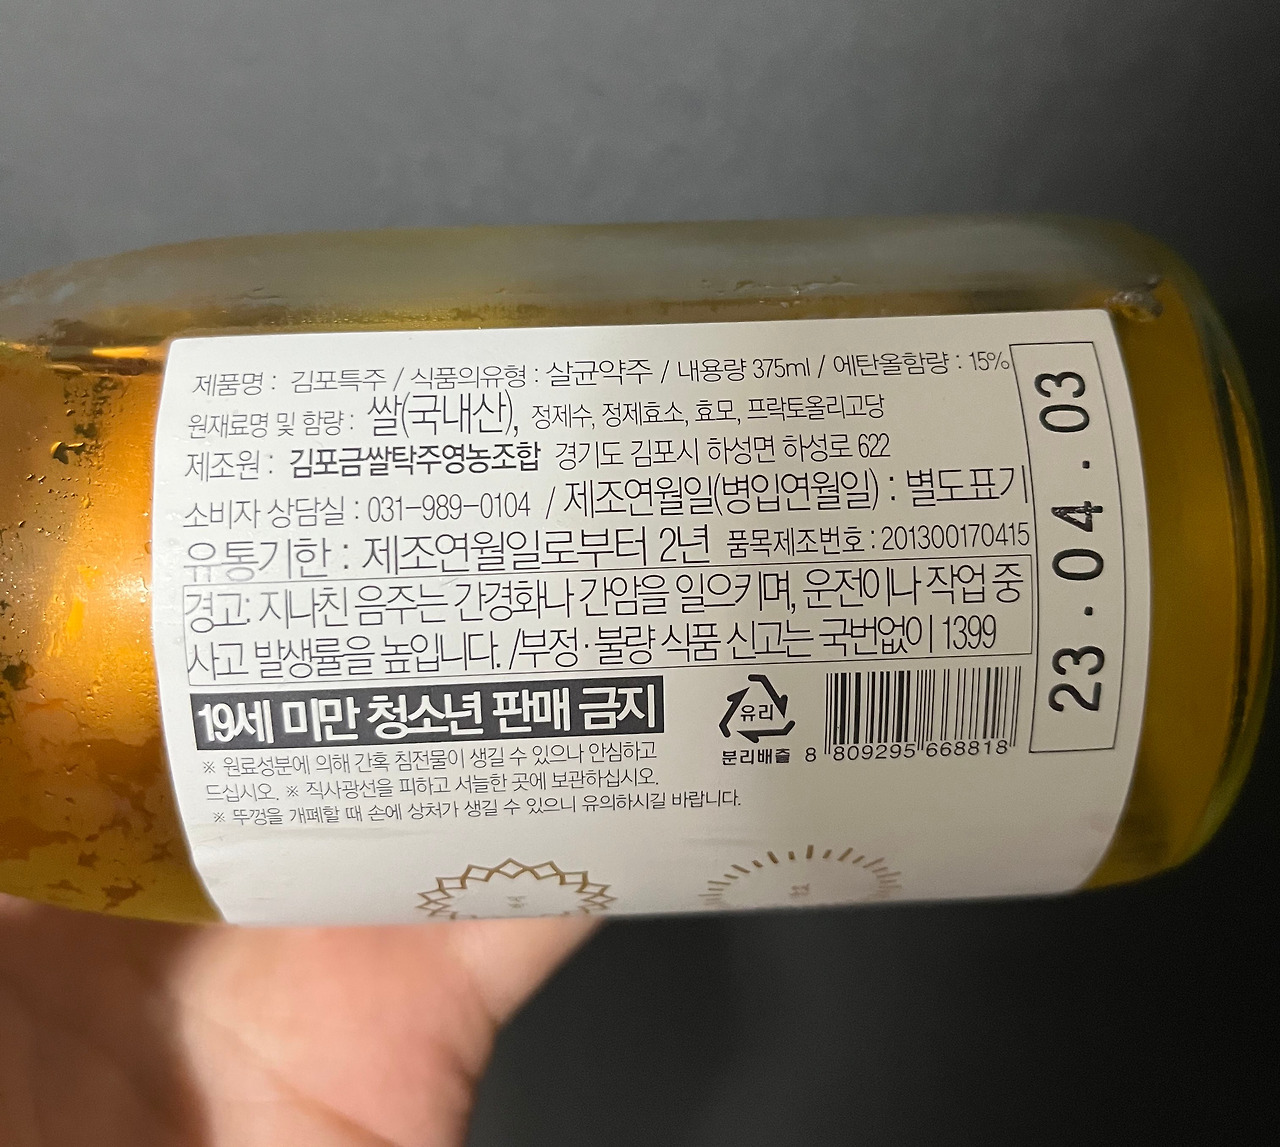 제품명 : 김포특주 / 식품의유형 : 살균약주 / 내용량 375ml / 에탄올함량 : 15%
원재료명 및 함량 : 쌀(국내산), 정제수, 정제효소, 효모, 프락토올리고당
제조원 : 김포금쌀탁주영농조합 경기도 김포시 하성면 하성로 622
소비자 상담실 : 031-989-0104 / 제조연월일(병입연월일) : 별도표기
유통기한 : 제조연월일로부터 2년 품목제조번호 : 201300170415
경고: 지나친 음주는 간경화나 간암을 일으키며, 운전이나 작업 중
사고 발생률을 높입니다. /부정·불량 식품 신고는 국번없이 1399
19세 미만 청소년 판매 금지
※ 원료성분에 의해 간혹 침전물이 생길 수 있으나 안심하고
드십시오. ※ 직사광선을 피하고 서늘한 곳에 보관하십시오.
※ 뚜껑을 개폐할 때 손에 상처가 생길 수 있으니 유의하시길 바랍니다.
유리
분리배출
8 809295 668818
23.04.03